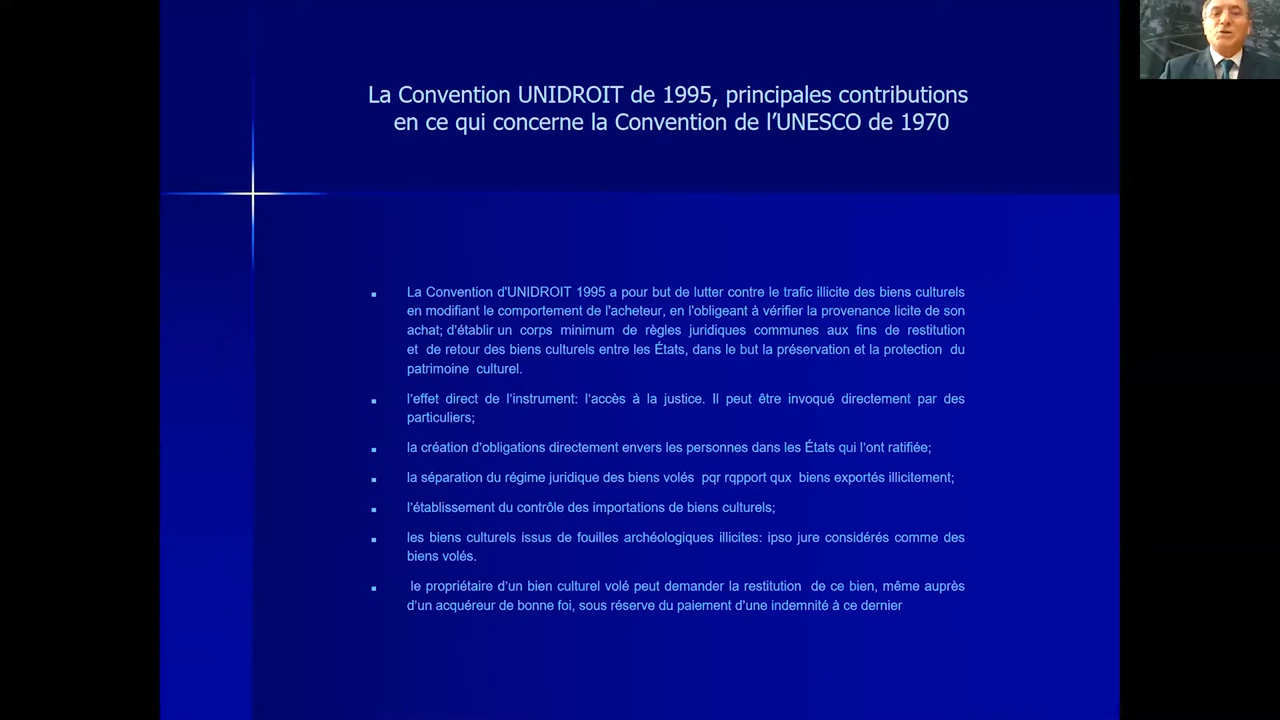 La Convention UNIDROIT de 1995, principales contributions
en ce qui concerne la Convention de l’UNESCO de 1970
La Convention d'UNIDROIT 1995 a pour but de lutter contre le trafic illicite des biens culturels
en modifiant le comportement de l'acheteur, en l'obligeant à vérifier la provenance licite de son
achat; d’établir un corps minimum de règles juridiques communes aux fins de restitution
et de retour des biens culturels entre les États, dans le but la préservation et la protection du
patrimoine culturel.
l’effet direct de l’instrument: l’accès à la justice. Il peut être invoqué directement par des
particuliers;
la création d’obligations directement envers les personnes dans les États qui l’ont ratifiée;
la séparation du régime juridique des biens volés pqr rqpport qux biens exportés illicitement;
l’établissement du contrôle des importations de biens culturels;
les biens culturels issus de fouilles archéologiques illicites: ipso jure considérés comme des
biens volés.
le propriétaire d’un bien culturel volé peut demander la restitution de ce bien, même auprès
d’un acquéreur de bonne foi, sous réserve du paiement d’une indemnité à ce dernier